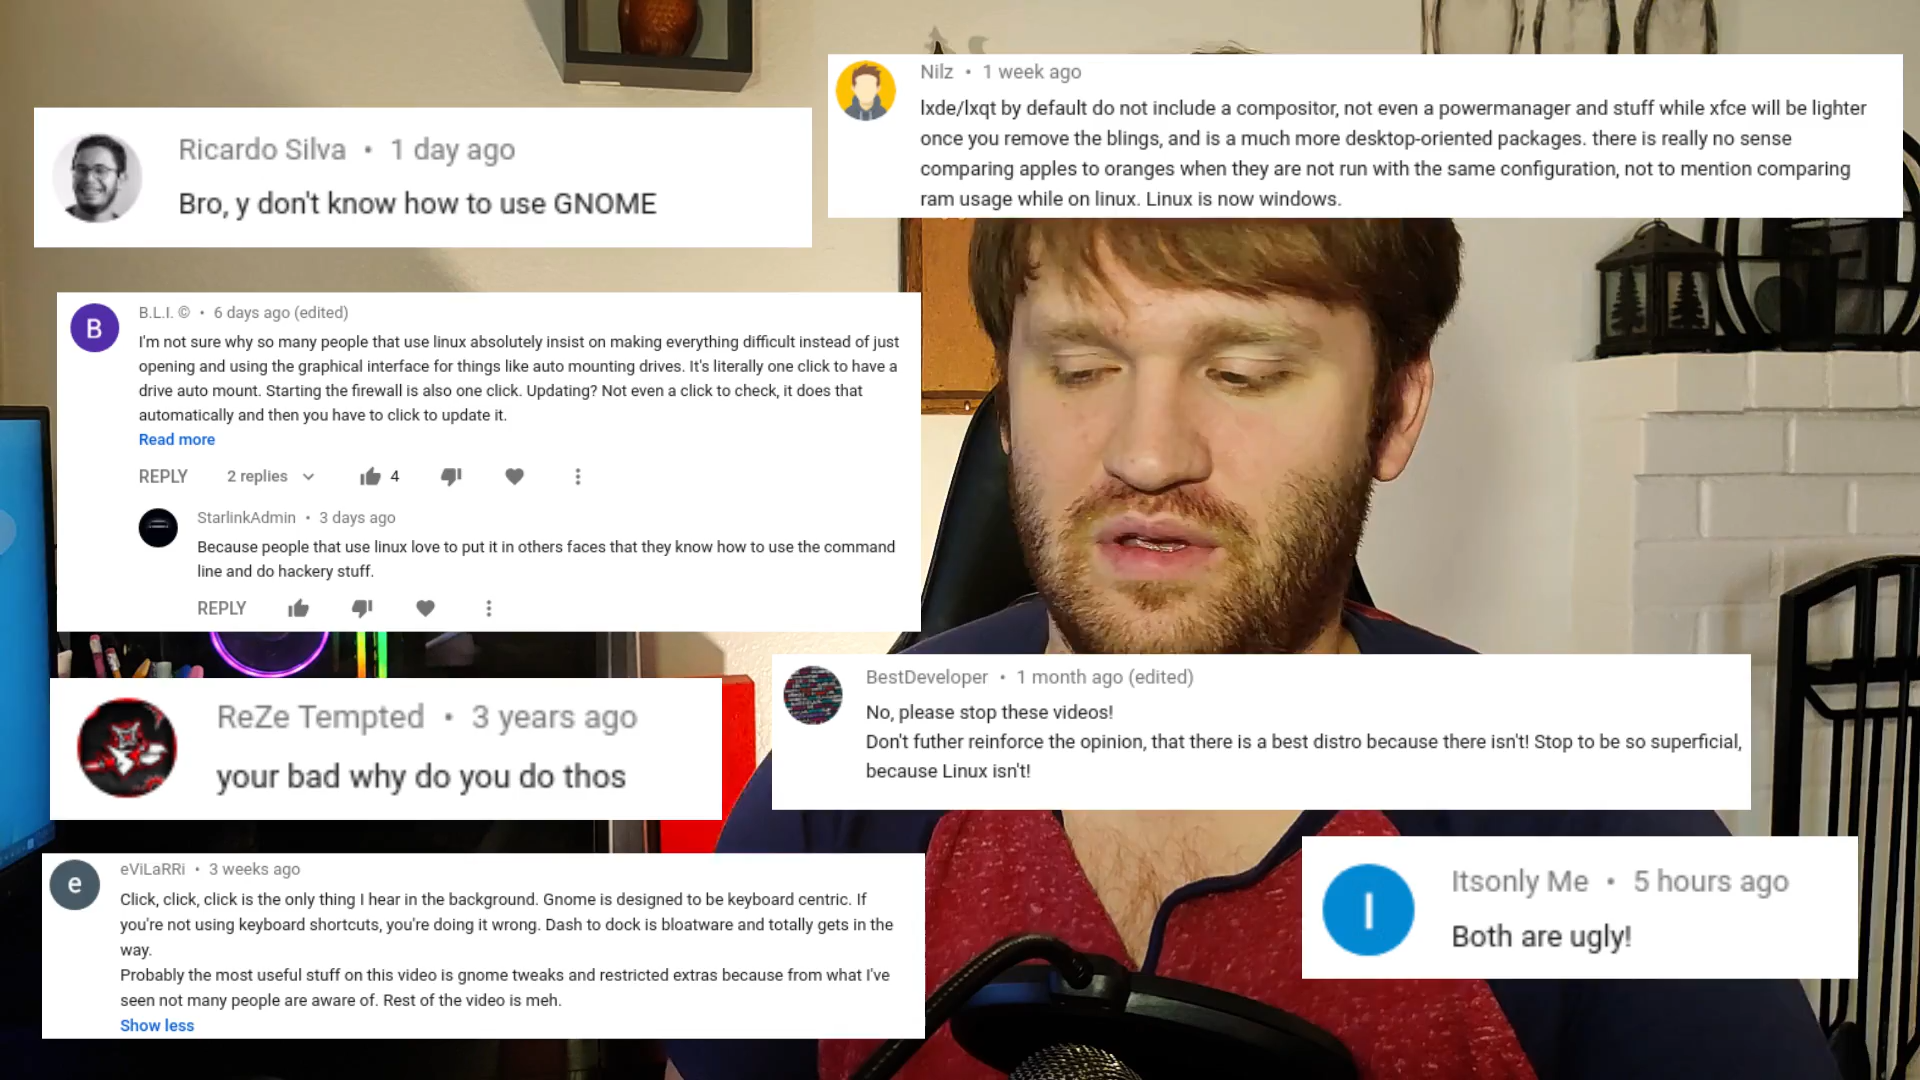 Nilz • 1 week ago
lxde/lxqt by default do not include a compositor, not even a powermanager and stuff while xfce will be lighter
once you remove the blings, and is a much more desktop-oriented packages. there is really no sense
comparing apples to oranges when they are not run with the same configuration, not to mention comparing
ram usage while on linux. Linux is now windows.
Ricardo Silva • 1 day ago
Bro, y don't know how to use GNOME
B
B.L.I. © • 6 days ago (edited)
I'm not sure why so many people that use linux absolutely insist on making everything difficult instead of just
opening and using the graphical interface for things like auto mounting drives. It's literally one click to have a
drive auto mount. Starting the firewall is also one click. Updating? Not even a click to check, it does that
automatically and then you have to click to update it.
Read more
REPLY 2 replies 4
StarlinkAdmin • 3 days ago
Because people that use linux love to put it in others faces that they know how to use the command
line and do hackery stuff.
REPLY
ReZe Tempted • 3 years ago
your bad why do you do thos
BestDeveloper • 1 month ago (edited)
No, please stop these videos!
Don't futher reinforce the opinion, that there is a best distro because there isn't! Stop to be so superficial,
because Linux isn't!
e
eViLaRRi • 3 weeks ago
Click, click, click is the only thing I hear in the background. Gnome is designed to be keyboard centric. If
you're not using keyboard shortcuts, you're doing it wrong. Dash to dock is bloatware and totally gets in the
way.
Probably the most useful stuff on this video is gnome tweaks and restricted extras because from what I've
seen not many people are aware of. Rest of the video is meh.
Show less
I
Itsonly Me • 5 hours ago
Both are ugly!